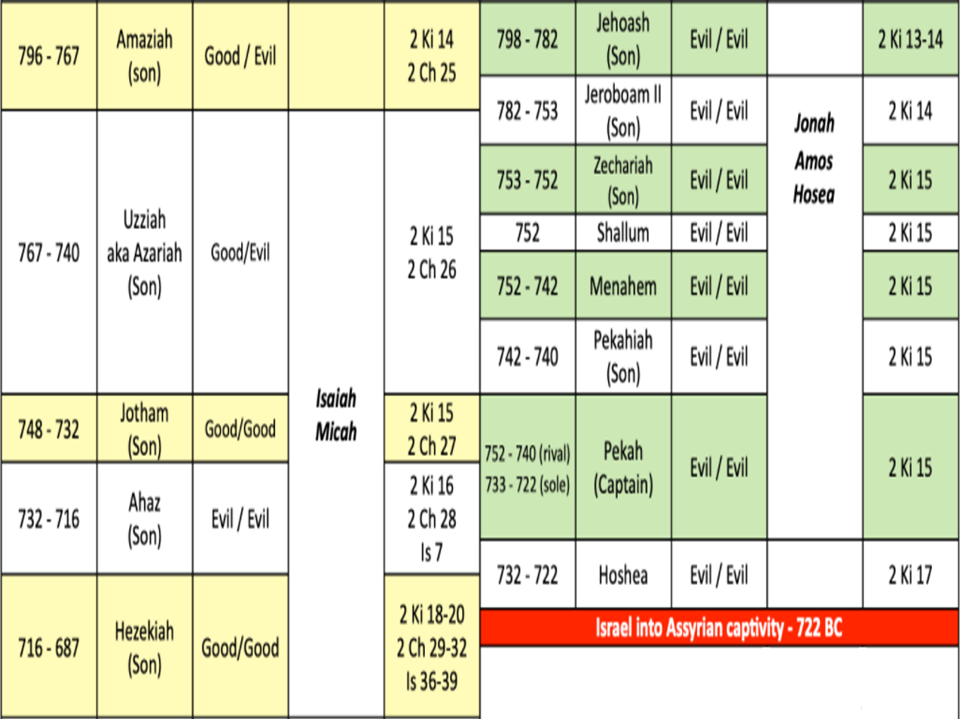 796 - 767
Amaziah
(son)
Good / Evil
2 Ki 14
2 Ch 25
767 - 740
Uzziah
aka Azariah
(Son)
Good/Evil
2 Ki 15
2 Ch 26
Isaiah
Micah
748 - 732
Jotham
(Son)
Good/Good
2 Ki 15
2 Ch 27
732 - 716
Ahaz
(Son)
Evil / Evil
2 Ki 16
2 Ch 28
Is 7
716 - 687
Hezekiah
(Son)
Good/Good
2 Ki 18-20
2 Ch 29-32
Is 36-39
798 - 782
Jehoash
(Son)
Evil / Evil
2 Ki 13-14
782 - 753
Jeroboam II
(Son)
Evil / Evil
Jonah
Amos
Hosea
2 Ki 14
753 - 752
Zechariah
(Son)
Evil / Evil
2 Ki 15
752
Shallum
Evil / Evil
2 Ki 15
752 - 742
Menahem
Evil / Evil
2 Ki 15
742 - 740
Pekahiah
(Son)
Evil / Evil
2 Ki 15
752 - 740 (rival)
733 - 722 (sole)
Pekah
(Captain)
Evil / Evil
2 Ki 15
732 - 722
Hoshea
Evil / Evil
2 Ki 17
Israel into Assyrian captivity - 722 BC